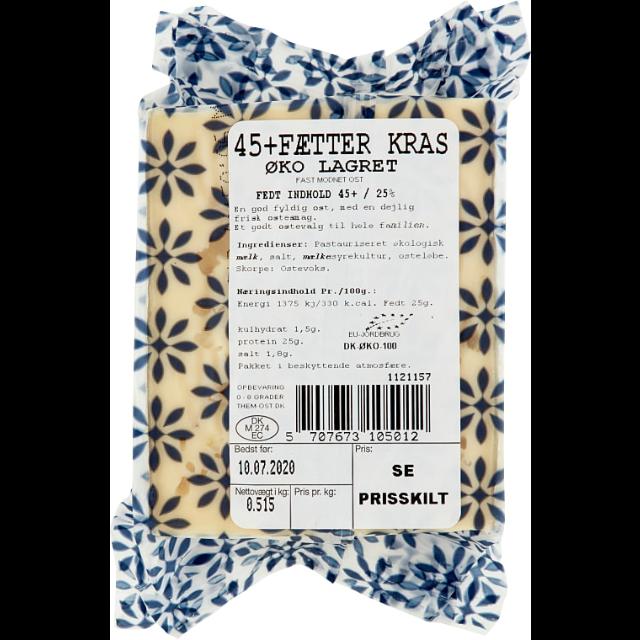 45+FÆTTER KRAS
ØKO LAGRET
FAST MODNET OST
FEDT INDHOLD 45+ / 25%
En god fyldig ost, med en dejlig
frisk ostesmag.
Et godt ostevalg til hele familien.
Ingredienser: Pastauriseret økologisk
mælk, salt, mælkesyrekultur, osteløbe.
Skorpe: Ostevoks.
Næringsindhold Pr./100g.:
Energi 1375 kj/330 k.cal. Fedt 25g.
kulhydrat 1,5g.
protein 25g.
salt 1,8g.
EU-JORDBRUG
DK-ØKO-100
Pakket i beskyttende atmosfære.
1121157
OPBEVARING
0-8 GRADER
THEM-OST.DK
DK
M 274
EC
5 707673 105012
Bedst før:
10.07.2020
Pris:
SE
PRISSKILT
Nettovægt i kg:
0.515
Pris pr. kg: